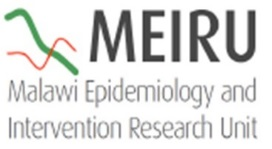 MEIRU
Malawi Epidemiology and
Intervention Research Unit